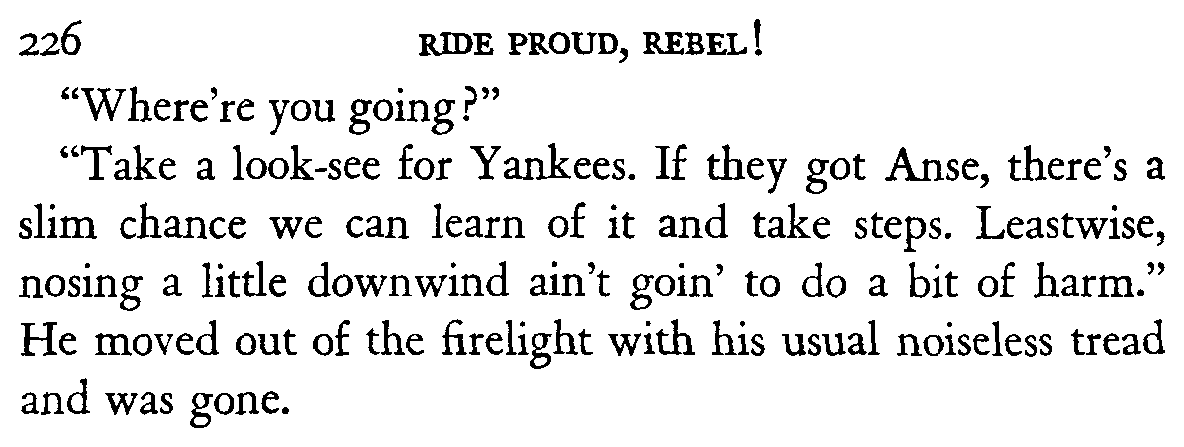 226 RIDE PROUD, REBEL!
“Where’re you going?”
“Take a look-see for Yankees. If they got Anse, there’s a
slim chance we can learn of it and take steps. Leastwise,
nosing a little downwind ain’t goin’ to do a bit of harm.”
He moved out of the firelight with his usual noiseless tread
and was gone.